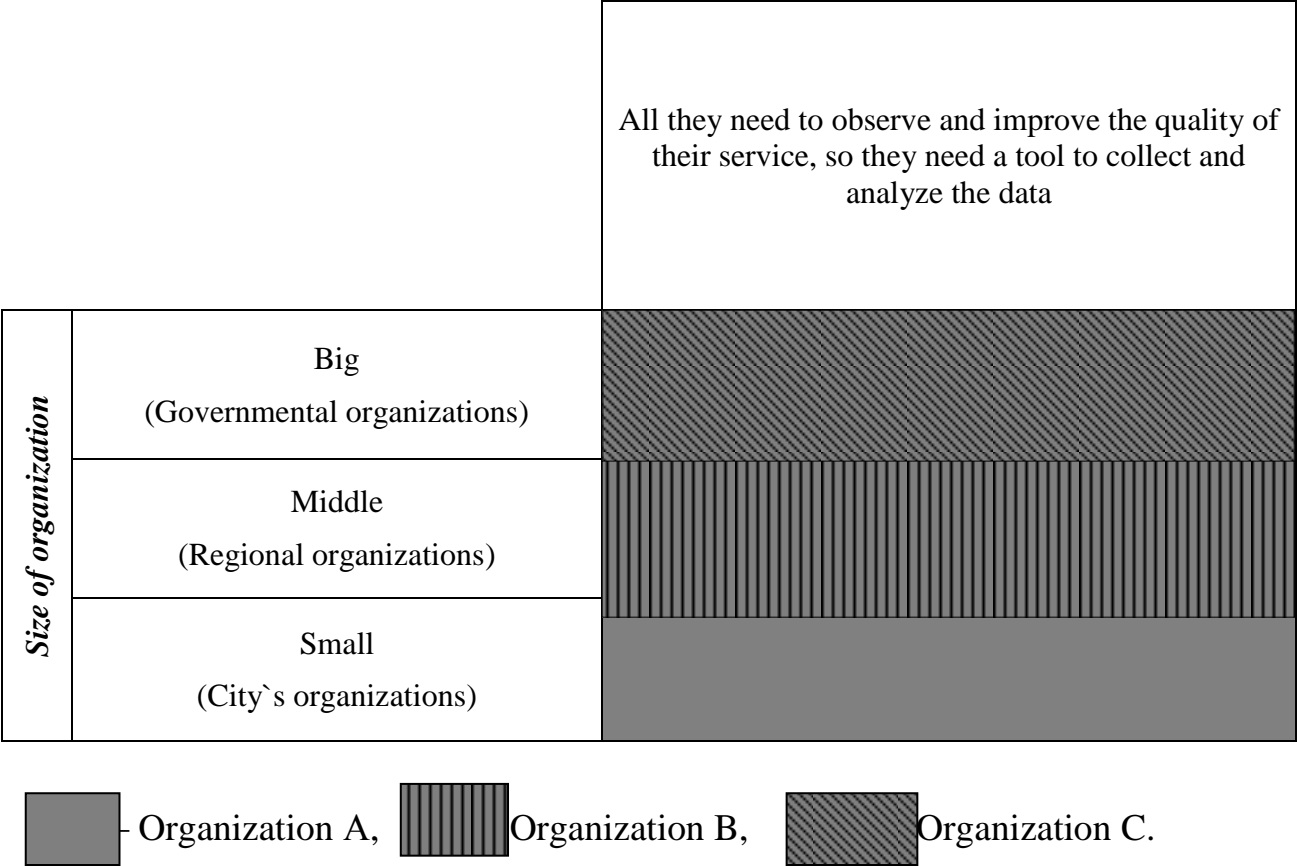 All they need to observe and improve the quality of
their service, so they need a tool to collect and
analyze the data
Size of organization
Big
(Governmental organizations)
Middle
(Regional organizations)
Small
(City`s organizations)
- Organization A, Organization B, Organization C.